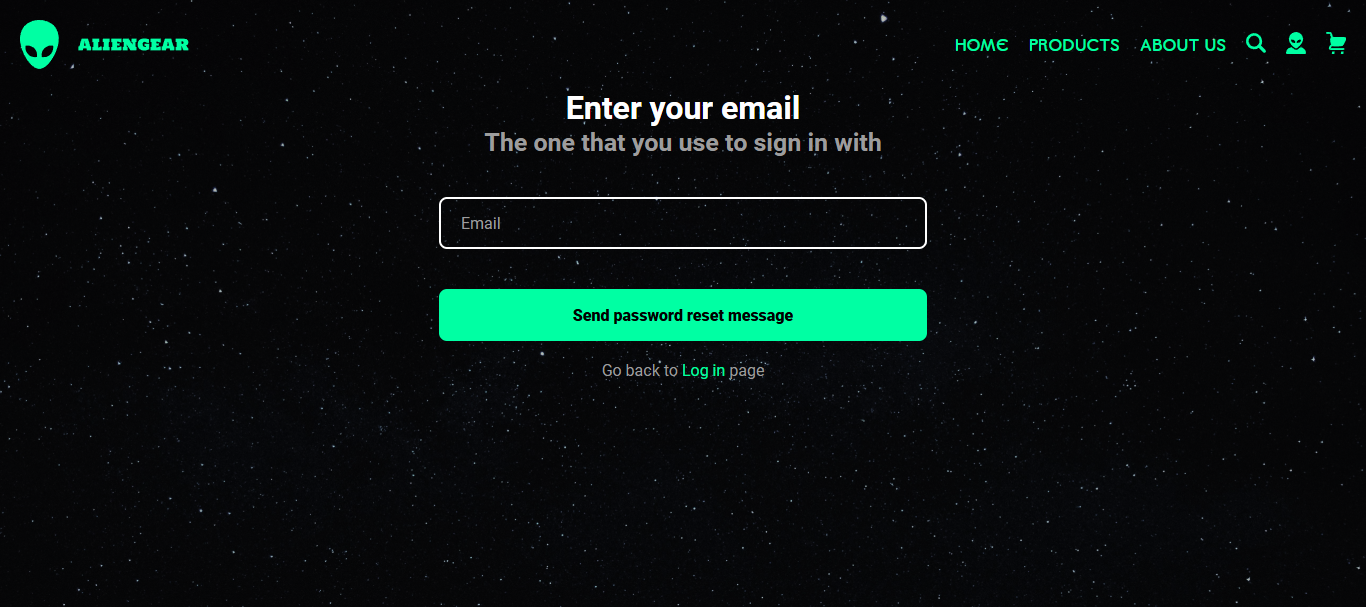 ALIENGEAR
HOME PRODUCTS ABOUT US
Enter your email
The one that you use to sign in with
Email
Send password reset message
Go back to Log in page